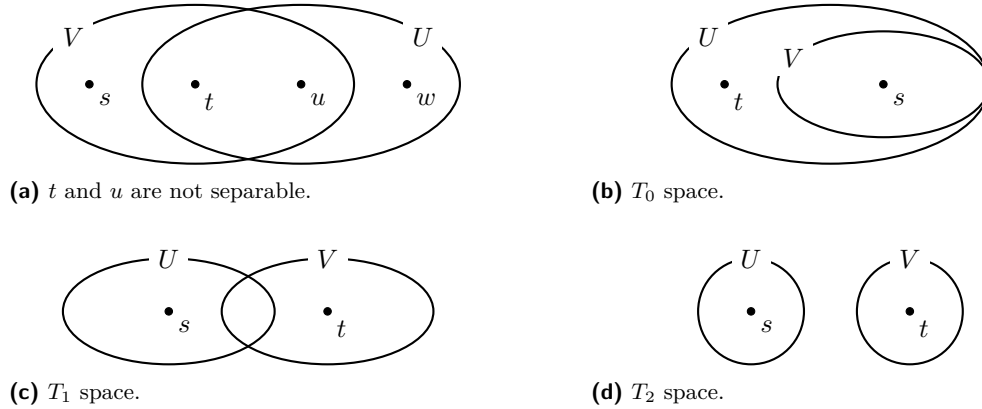 V U U
V
s t u w t s
(a) t and u are not separable. (b) T₀ space.
U V U V
s t s t
(c) T₁ space. (d) T₂ space.